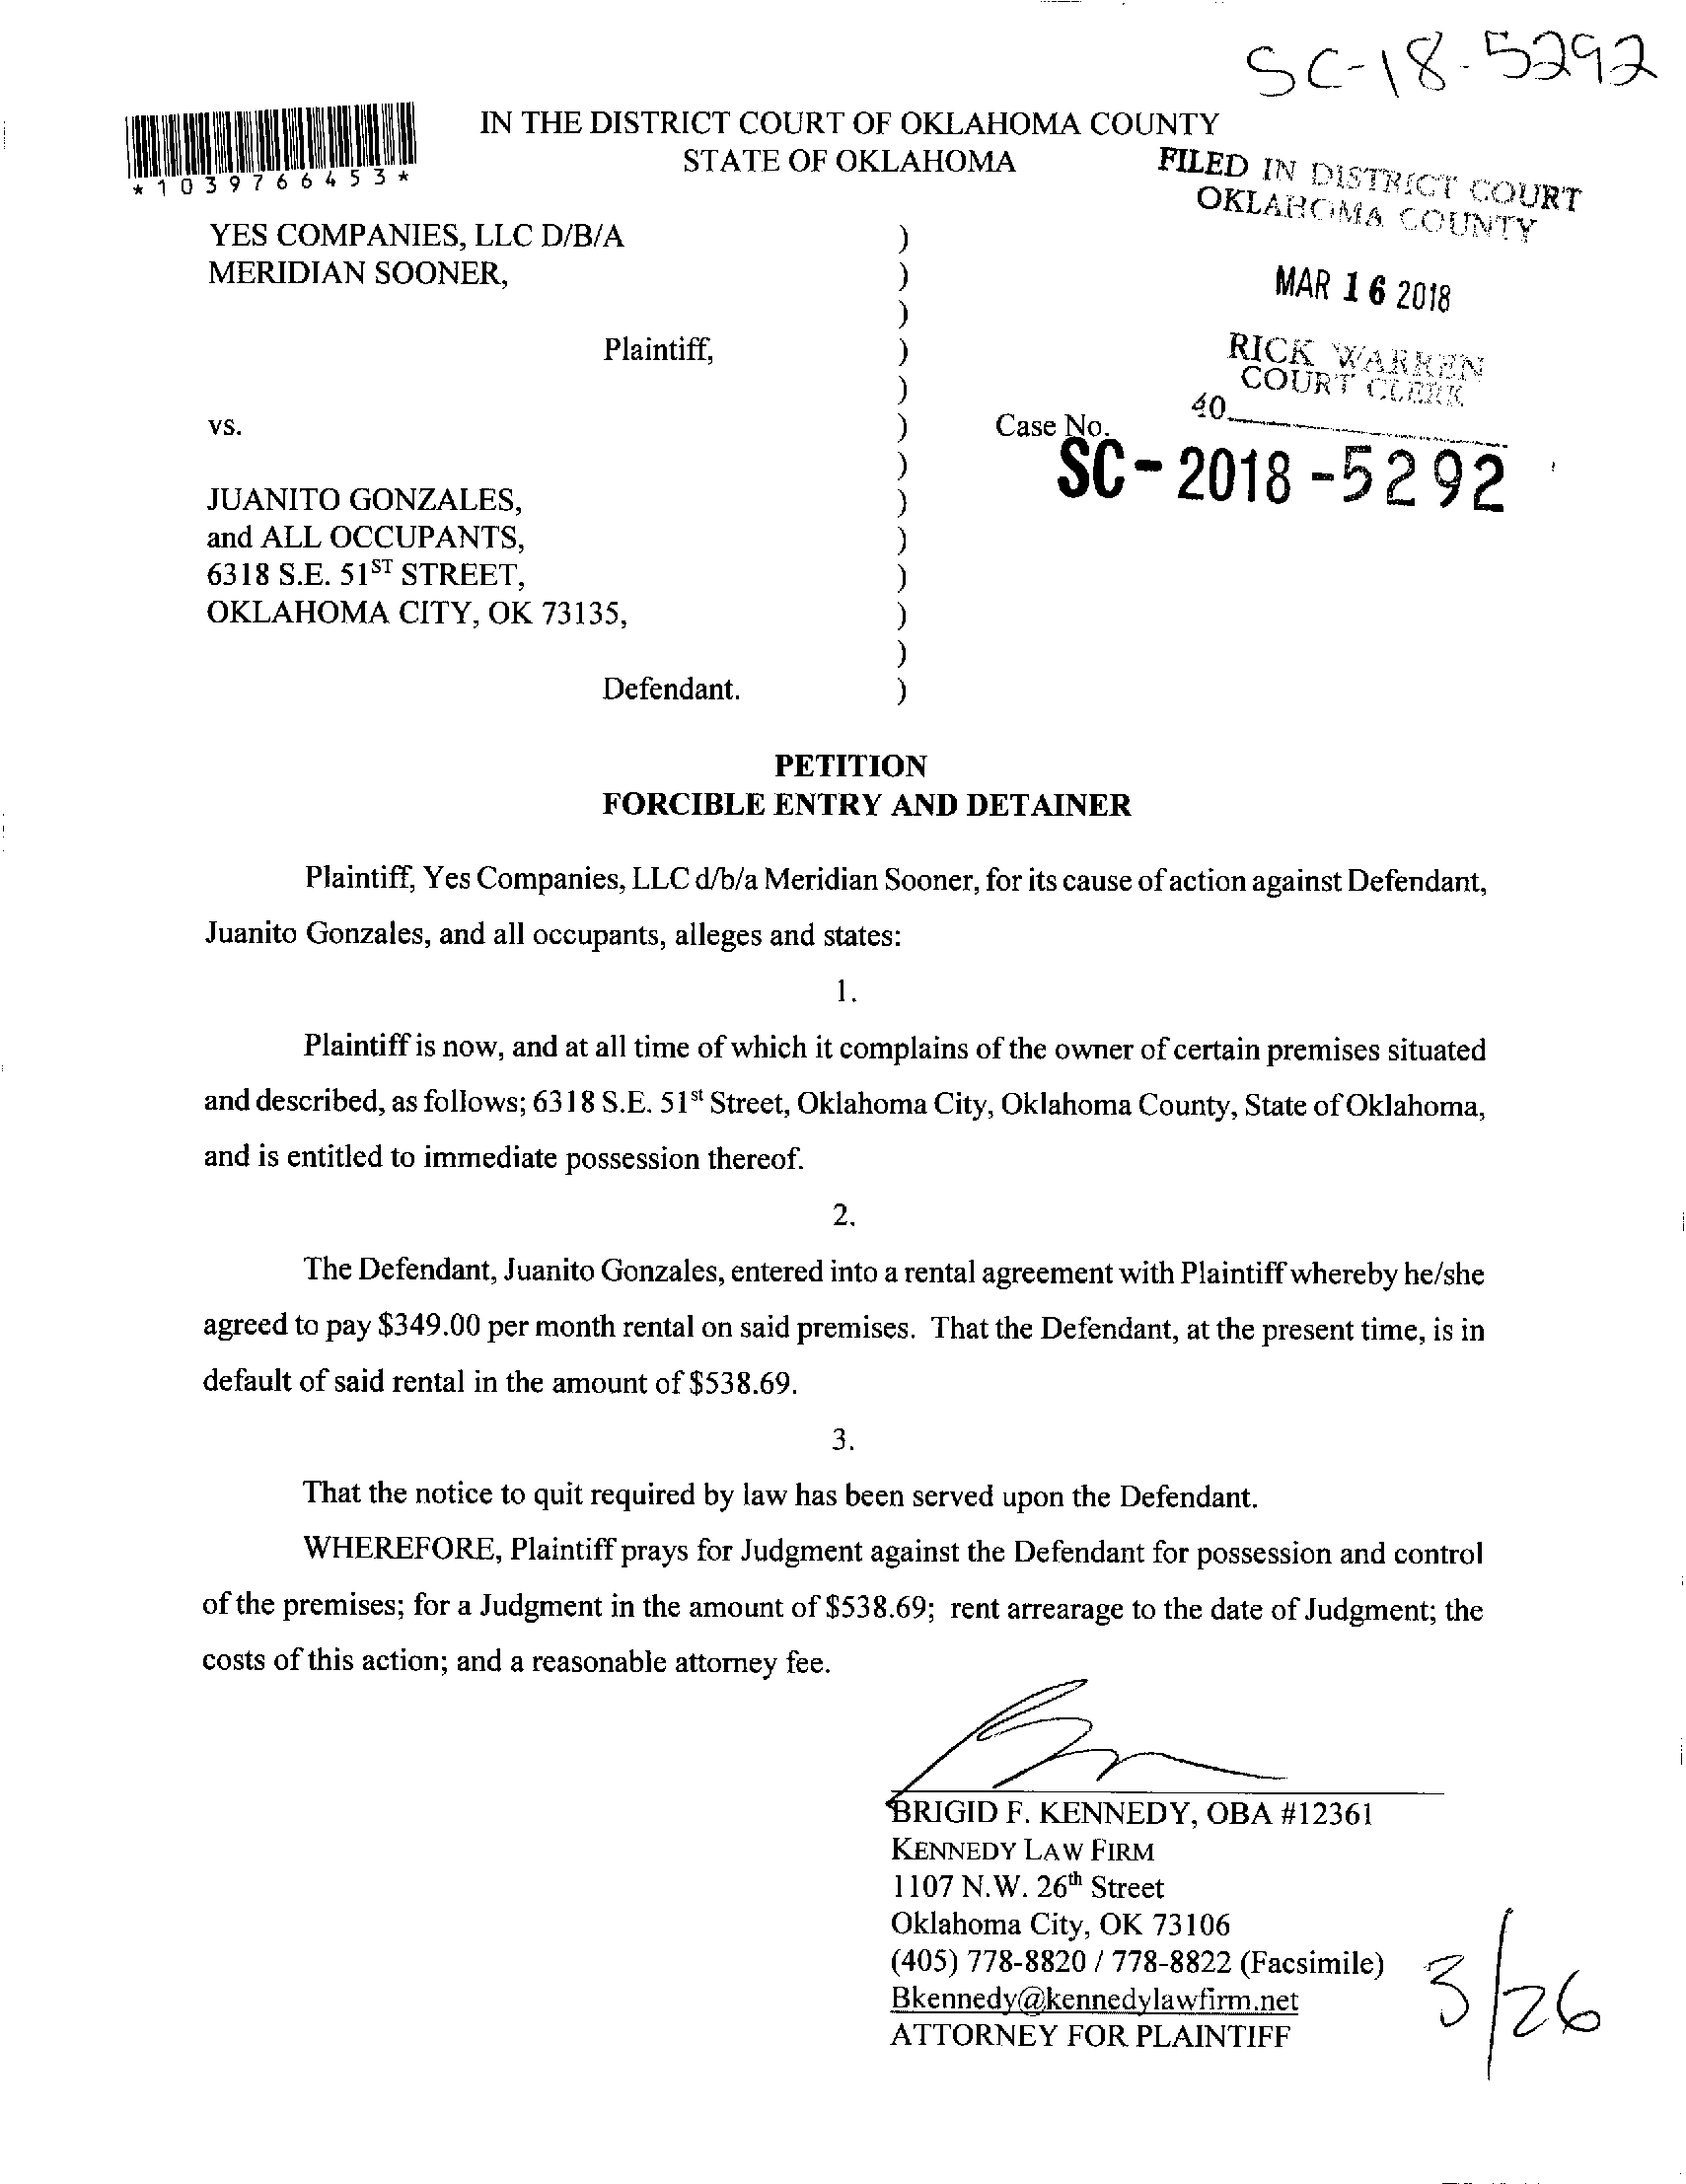 SC-18-5292
*1039766453*
IN THE DISTRICT COURT OF OKLAHOMA COUNTY
STATE OF OKLAHOMA
FILED IN DISTRICT COURT
OKLAHOMA COUNTY
MAR 16 2018
RICK WARREN
COURT CLERK
40
YES COMPANIES, LLC D/B/A )
MERIDIAN SOONER, )
)
Plaintiff, )
)
vs. ) Case No.
) SC-2018-5292
JUANITO GONZALES, )
and ALL OCCUPANTS, )
6318 S.E. 51ST STREET, )
OKLAHOMA CITY, OK 73135, )
)
Defendant. )
PETITION
FORCIBLE ENTRY AND DETAINER
Plaintiff, Yes Companies, LLC d/b/a Meridian Sooner, for its cause of action against Defendant,
Juanito Gonzales, and all occupants, alleges and states:
1.
Plaintiff is now, and at all time of which it complains of the owner of certain premises situated
and described, as follows; 6318 S.E. 51st Street, Oklahoma City, Oklahoma County, State of Oklahoma,
and is entitled to immediate possession thereof.
2.
The Defendant, Juanito Gonzales, entered into a rental agreement with Plaintiff whereby he/she
agreed to pay $349.00 per month rental on said premises. That the Defendant, at the present time, is in
default of said rental in the amount of $538.69.
3.
That the notice to quit required by law has been served upon the Defendant.
WHEREFORE, Plaintiff prays for Judgment against the Defendant for possession and control
of the premises; for a Judgment in the amount of $538.69; rent arrearage to the date of Judgment; the
costs of this action; and a reasonable attorney fee.
BRIGID F. KENNEDY, OBA #12361
KENNEDY LAW FIRM
1107 N.W. 26th Street
Oklahoma City, OK 73106
(405) 778-8820 / 778-8822 (Facsimile)
Bkennedy@kennedylawfirm.net
ATTORNEY FOR PLAINTIFF
3/26